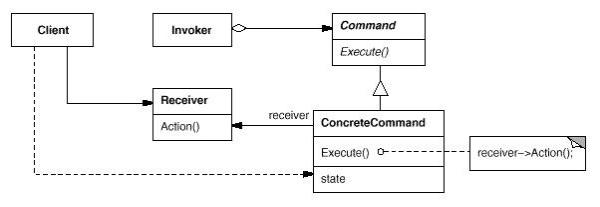 Client
Invoker
Command
Execute()
Receiver
Action()
receiver
ConcreteCommand
Execute()
receiver->Action();
state